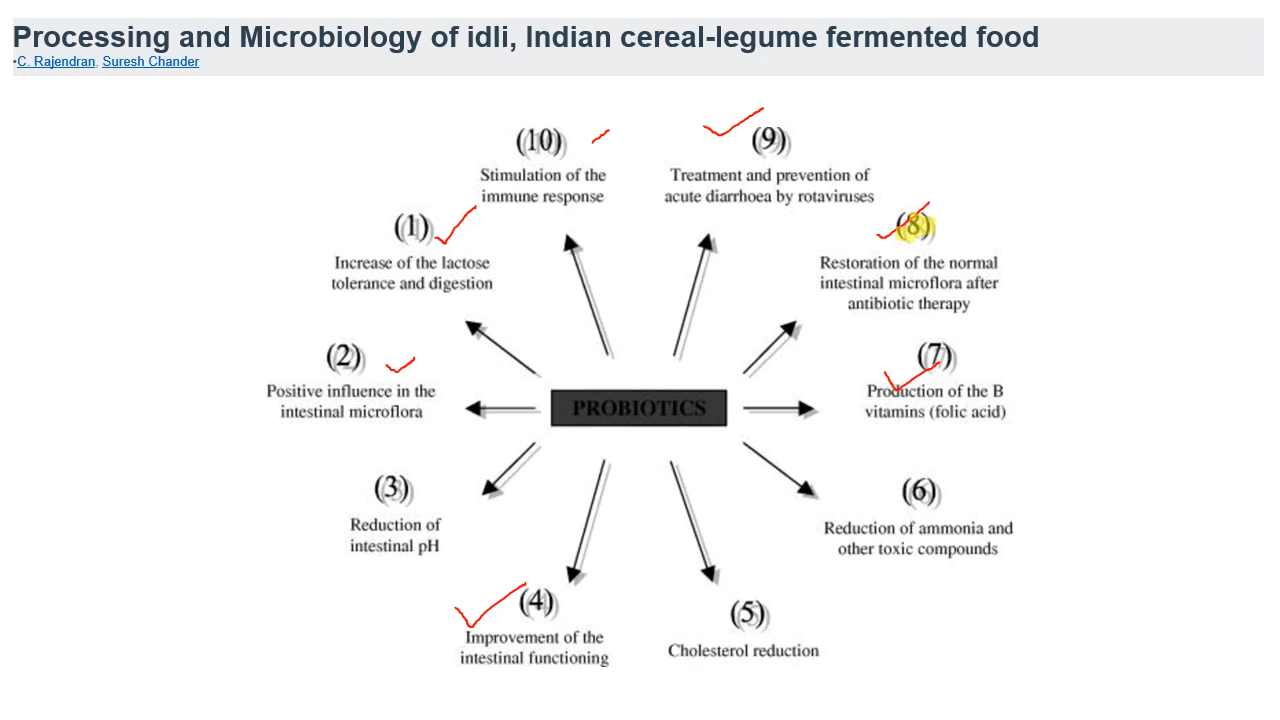 Processing and Microbiology of idli, Indian cereal-legume fermented food
•C. Rajendran, Suresh Chander
(10)
Stimulation of the
immune response
(9)
Treatment and prevention of
acute diarrhoea by rotaviruses
(1)
Increase of the lactose
tolerance and digestion
(8)
Restoration of the normal
intestinal microflora after
antibiotic therapy
(2)
Positive influence in the
intestinal microflora
PROBIOTICS
(7)
Production of the B
vitamins (folic acid)
(3)
Reduction of
intestinal pH
(6)
Reduction of ammonia and
other toxic compounds
(4)
Improvement of the
intestinal functioning
(5)
Cholesterol reduction